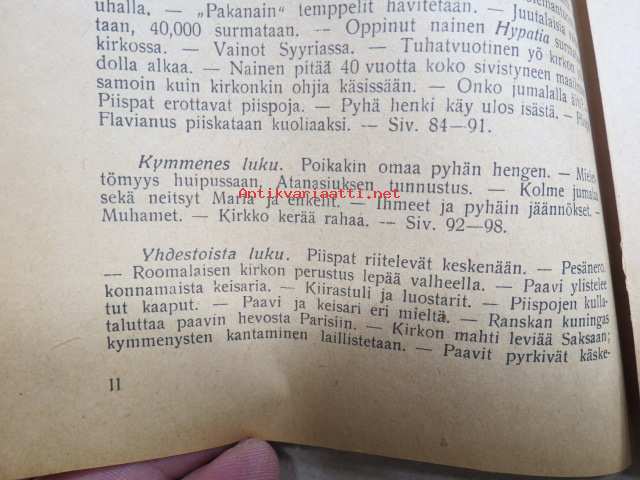 uhalla. — „Pakanain" temppelit hävitetään. — Juutalaisia
taan, 40,000 surmataan. — Oppinut nainen Hypatia
kirkossa. — Vainot Syyriassa. — Tuhatvuotinen yö kirkon
dolla alkaa. — Nainen pitää 40 vuotta koko sivistyneen
samoin kuin kirkonkin ohjia käsissään. — Onko jumalalla
Piispat erottavat piispoja. — Pyhä henki käy ulos isästä. —
Flavianus piiskataan kuoliaaksi. — Siv. 84—91.
Kymmenes luku. Poikakin omaa pyhän hengen. —
tömyys huipussaan. Atanasiuksen tunnustus. — Kolme
sekä neitsyt Maria ja enkelit. — Ihmeet ja pyhäin jäännökset. —
Muhamet. — Kirkko kerää rahaa. — Siv. 92—98.
Antikvariaatti.net
Yhdestoista luku. Piispat riitelevät keskenään. — Pesänero.
— Roomalaisen kirkon perustus lepää valheella. — Paavi ylistelee
konnamaista keisaria. — Kiirastuli ja luostarit. — Piispojen kulla-
tut kaaput. — Paavi ja keisari eri mieltä. — Ranskan kuningas
taluttaa paavin hevosta Parisiin. — Kirkon mahti leviää Saksaan;
kymmenysten kantaminen laillistetaan. — Paavit pyrkivät käske-
II